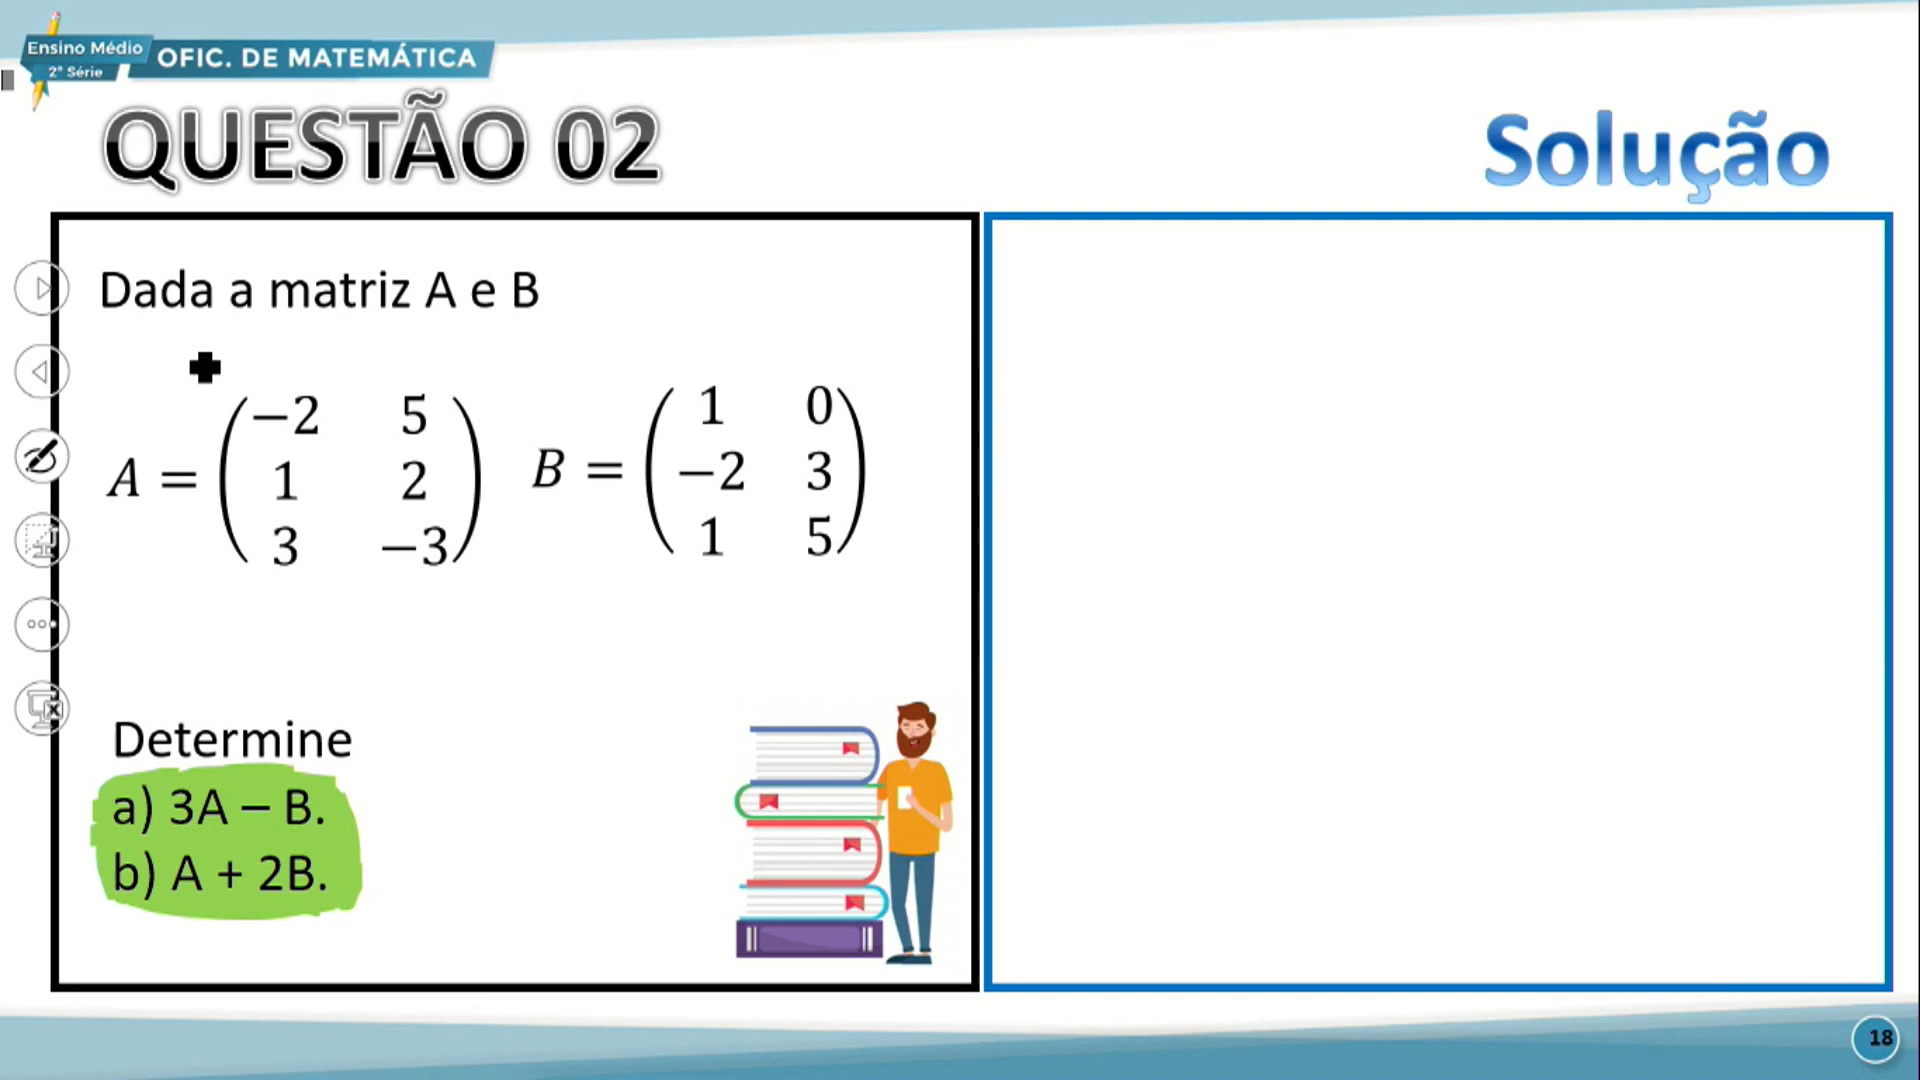 Ensino Médio
2ª Série
OFIC. DE MATEMÁTICA
QUESTÃO 02
Solução
Dada a matriz A e B
A = (−2 5
1 2
3 −3)
B = (1 0
−2 3
1 5)
Determine
a) 3A – B.
b) A + 2B.
18